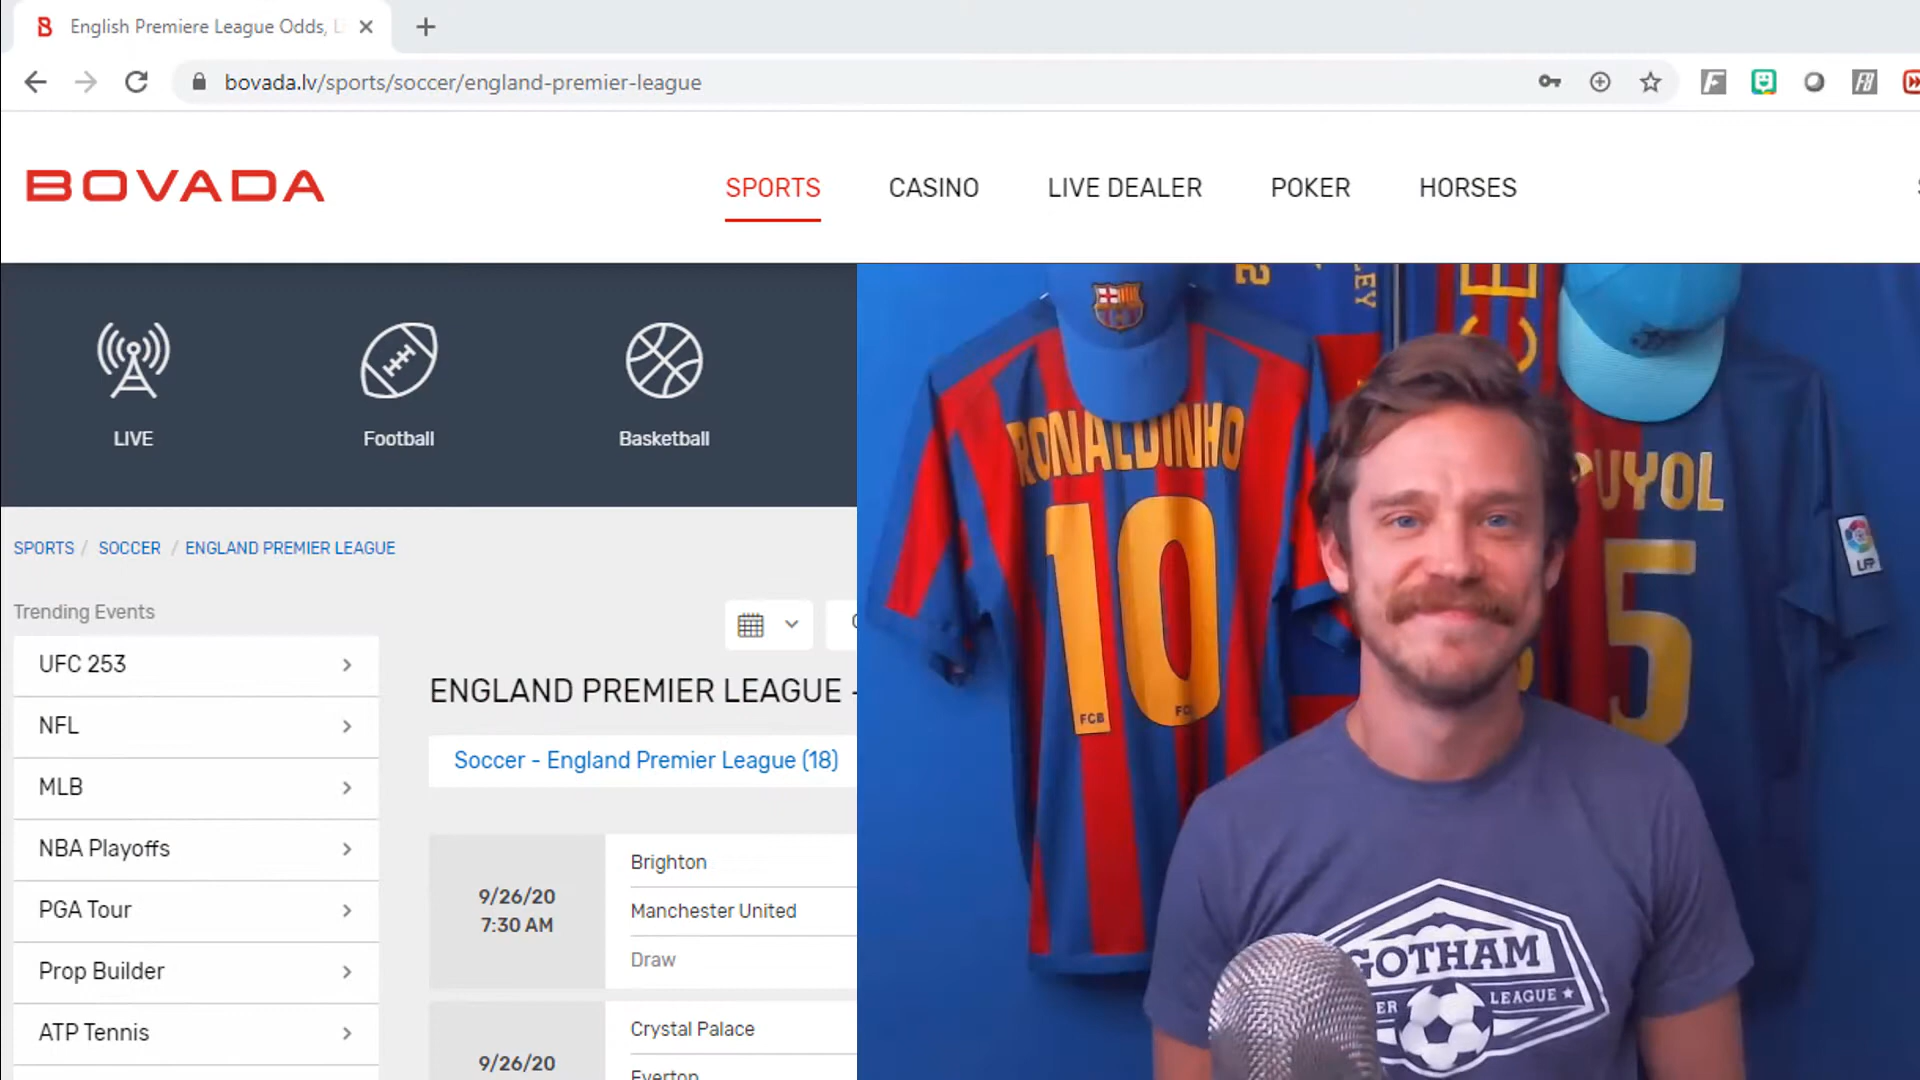 English Premiere League Odds, L
bovada.lv/sports/soccer/england-premier-league
BOVADA
SPORTS
CASINO
LIVE DEALER
POKER
HORSES
LIVE
Football
Basketball
SPORTS / SOCCER / ENGLAND PREMIER LEAGUE
Trending Events
UFC 253
NFL
MLB
NBA Playoffs
PGA Tour
Prop Builder
ATP Tennis
ENGLAND PREMIER LEAGUE -
Soccer - England Premier League (18)
9/26/20
7:30 AM
Brighton
Manchester United
Draw
9/26/20
Crystal Palace
Everton
RONALDINHO
10
FCB
PUYOL
5
LFP
GOTHAM
LEAGUE